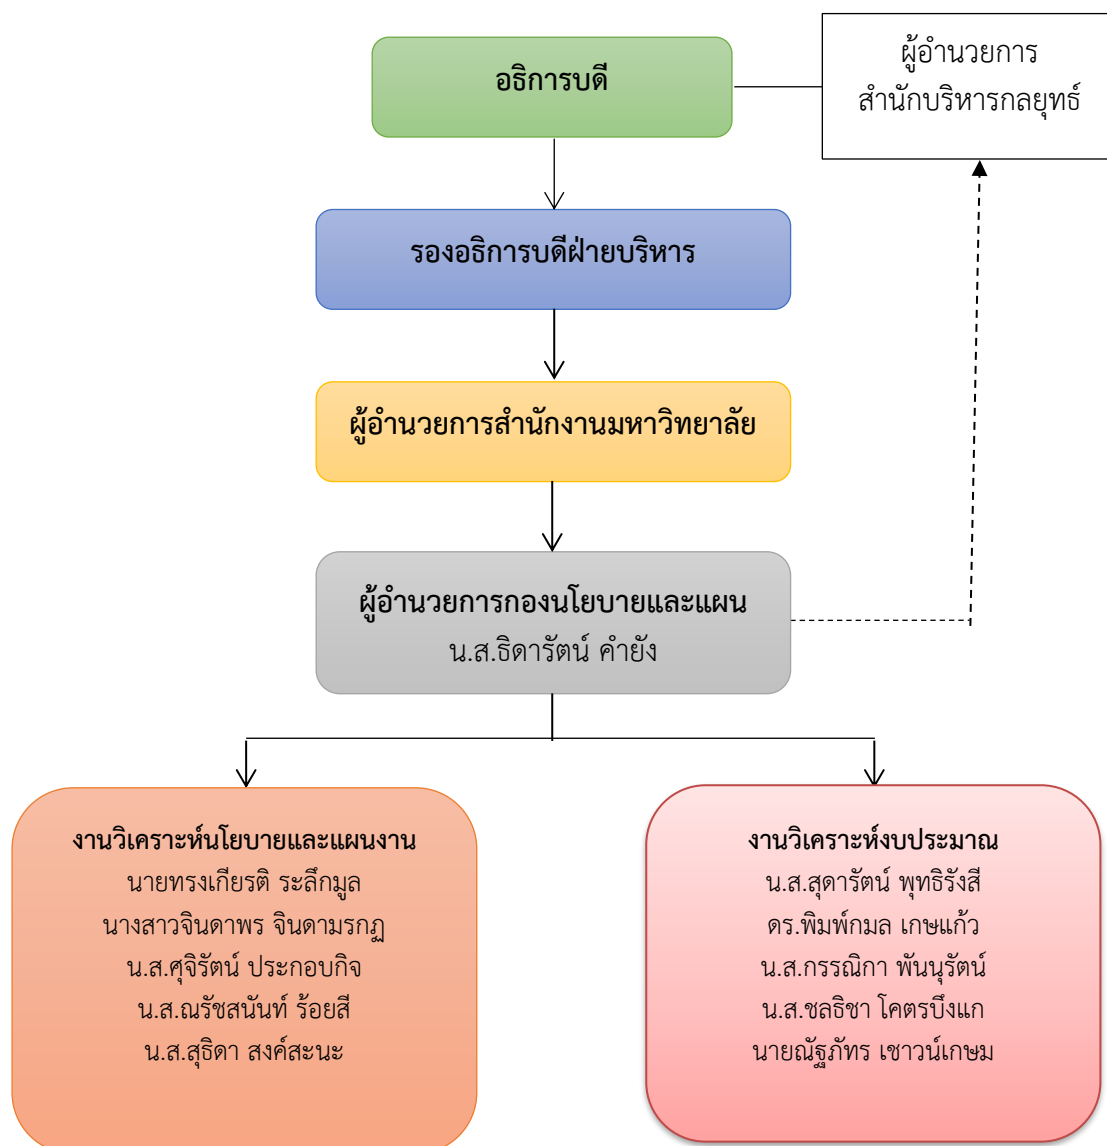 อธิการบดี
ผู้อำนวยการ
สำนักบริหารกลยุทธ์
รองอธิการบดีฝ่ายบริหาร
ผู้อำนวยการสำนักงานมหาวิทยาลัย
ผู้อำนวยการกองนโยบายและแผน
น.ส.ธิดารัตน์ คำยัง
งานวิเคราะห์นโยบายและแผนงาน
นายทรงเกียรติ ระลึกมูล
นางสาวจินดาพร จินดามรกฏ
น.ส.ศุจิรัตน์ ประกอบกิจ
น.ส.ณรัชสนันท์ ร้อยสี
น.ส.สุธิดา สงค์สะนะ
งานวิเคราะห์งบประมาณ
น.ส.สุดารัตน์ พุทธิรังสี
ดร.พิมพ์กมล เกษแก้ว
น.ส.กรรณิกา พันนุรัตน์
น.ส.ชลธิชา โคตรบึงแก
นายณัฐภัทร เชาวน์เกษม